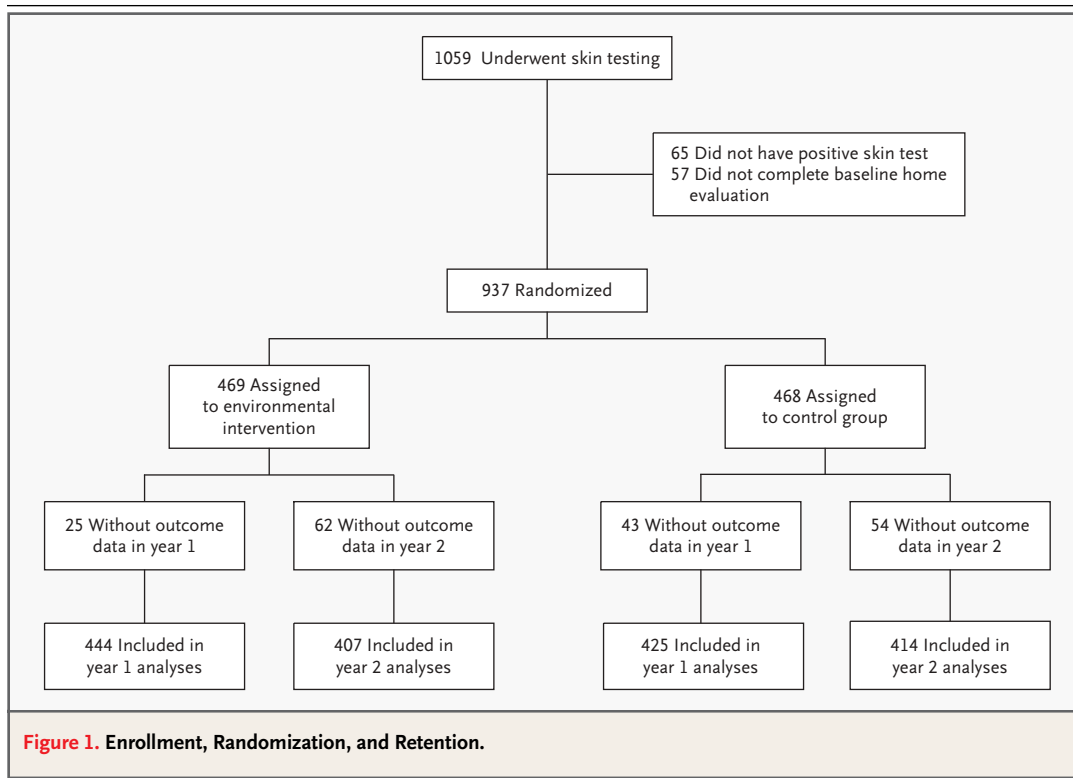 1059 Underwent skin testing
65 Did not have positive skin test
57 Did not complete baseline home
evaluation
937 Randomized
469 Assigned
to environmental
intervention
468 Assigned
to control group
25 Without outcome
data in year 1
62 Without outcome
data in year 2
43 Without outcome
data in year 1
54 Without outcome
data in year 2
444 Included in
year 1 analyses
407 Included in
year 2 analyses
425 Included in
year 1 analyses
414 Included in
year 2 analyses
Figure 1. Enrollment, Randomization, and Retention.